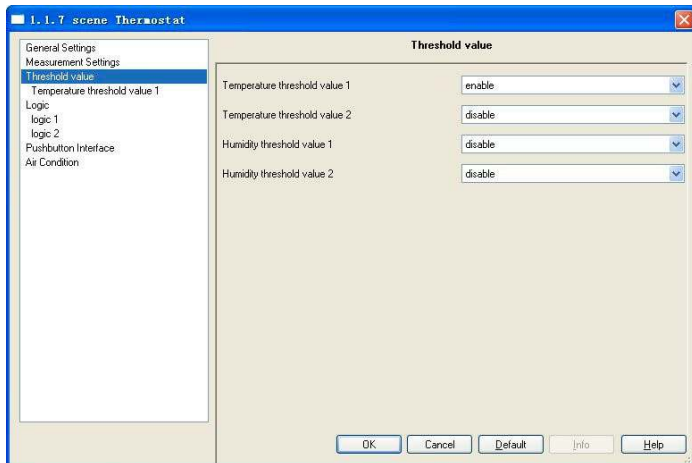 1.1.7 scene Thermostat
General Settings
Measurement Settings
Threshold value
Temperature threshold value 1
Logic
logic 1
logic 2
Pushbutton Interface
Air Condition
Threshold value
Temperature threshold value 1 enable
Temperature threshold value 2 disable
Humidity threshold value 1 disable
Humidity threshold value 2 disable
OK Cancel Default Info Help